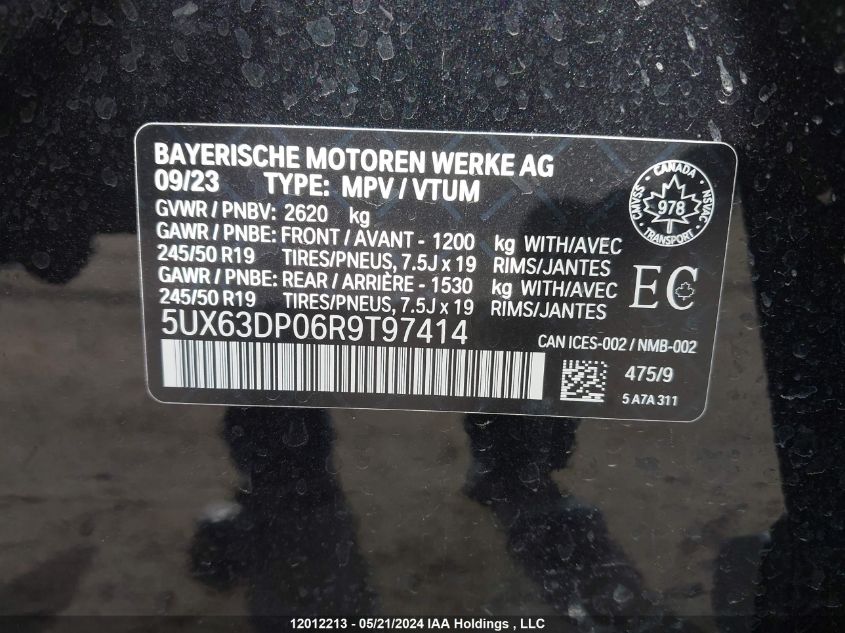 BAYERISCHE MOTOREN WERKE AG
09/23 TYPE: MPV / VTUM
GVWR / PNBV: 2620 kg
GAWR / PNBE: FRONT / AVANT - 1200 kg WITH/AVEC
245/50 R19 TIRES/PNEUS, 7.5J x 19 RIMS/JANTES
GAWR / PNBE: REAR / ARRIÈRE - 1530 kg WITH/AVEC
245/50 R19 TIRES/PNEUS, 7.5J x 19 RIMS/JANTES
5UX63DP06R9T97414
CANADA
CMVSS
NSVAC
978
TRANSPORT
EC
CAN ICES-002 / NMB-002
475/9
5 A7A 311
12012213 - 05/21/2024 IAA Holdings , LLC